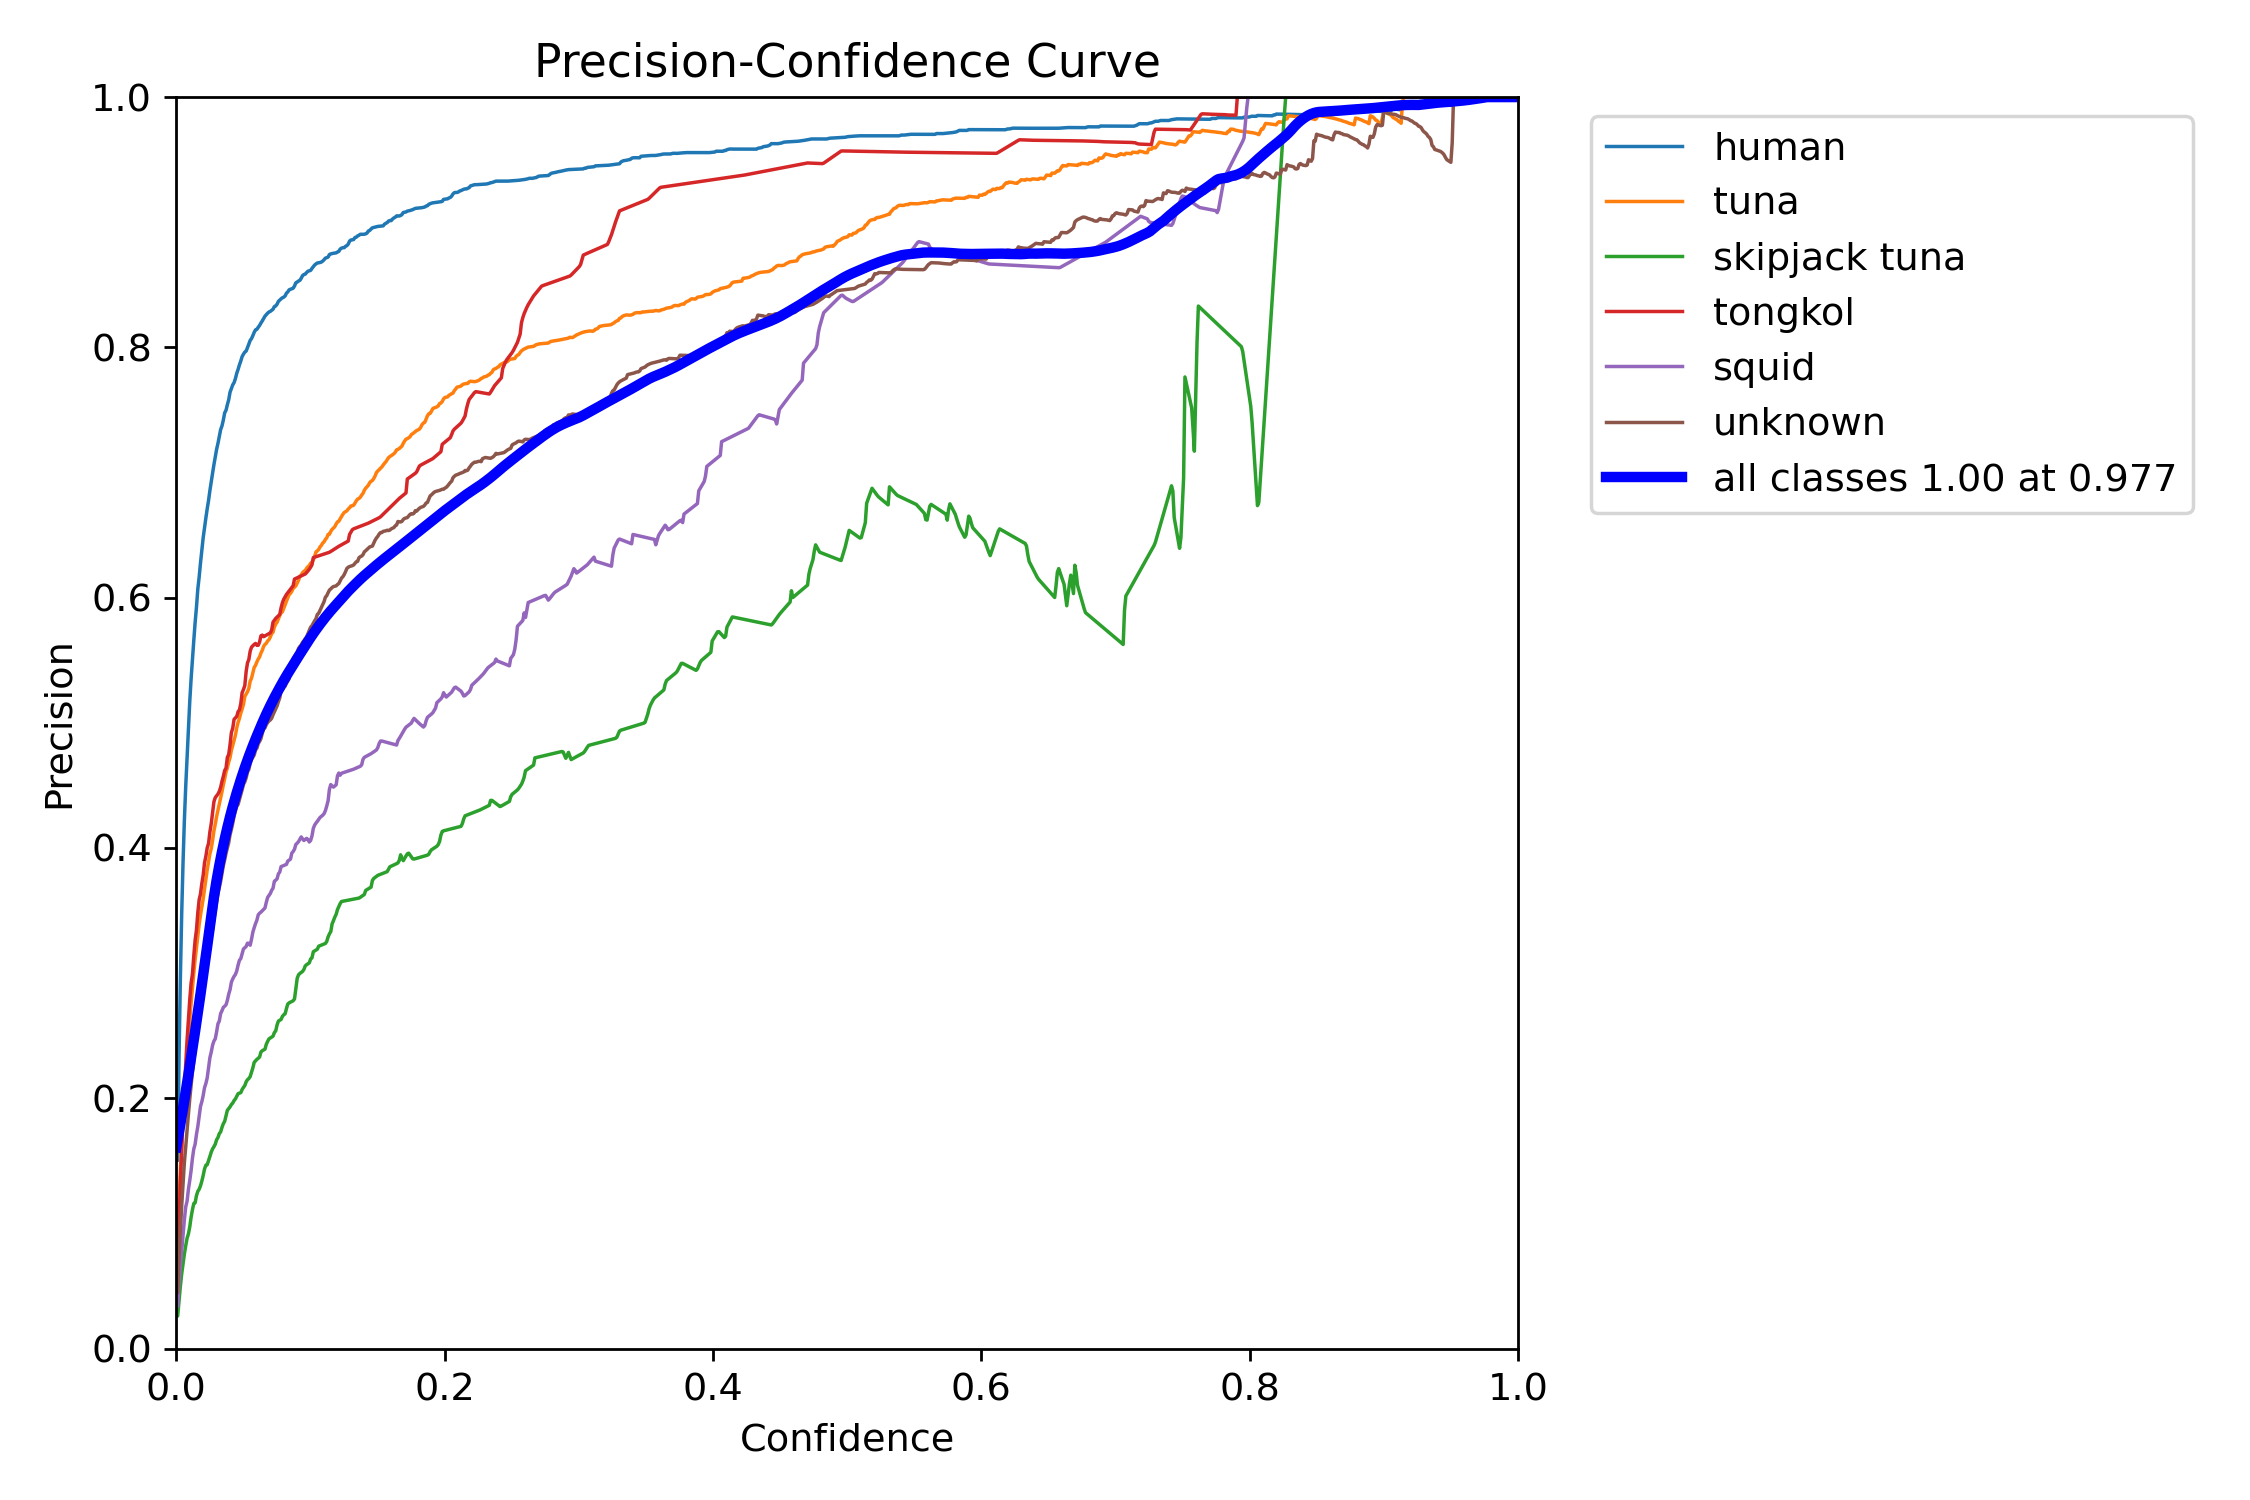 Precision-Confidence Curve
1.0
0.8
0.6
0.4
0.2
0.0
Precision
0.0 0.2 0.4 0.6 0.8 1.0
Confidence
human
tuna
skipjack tuna
tongkol
squid
unknown
all classes 1.00 at 0.977